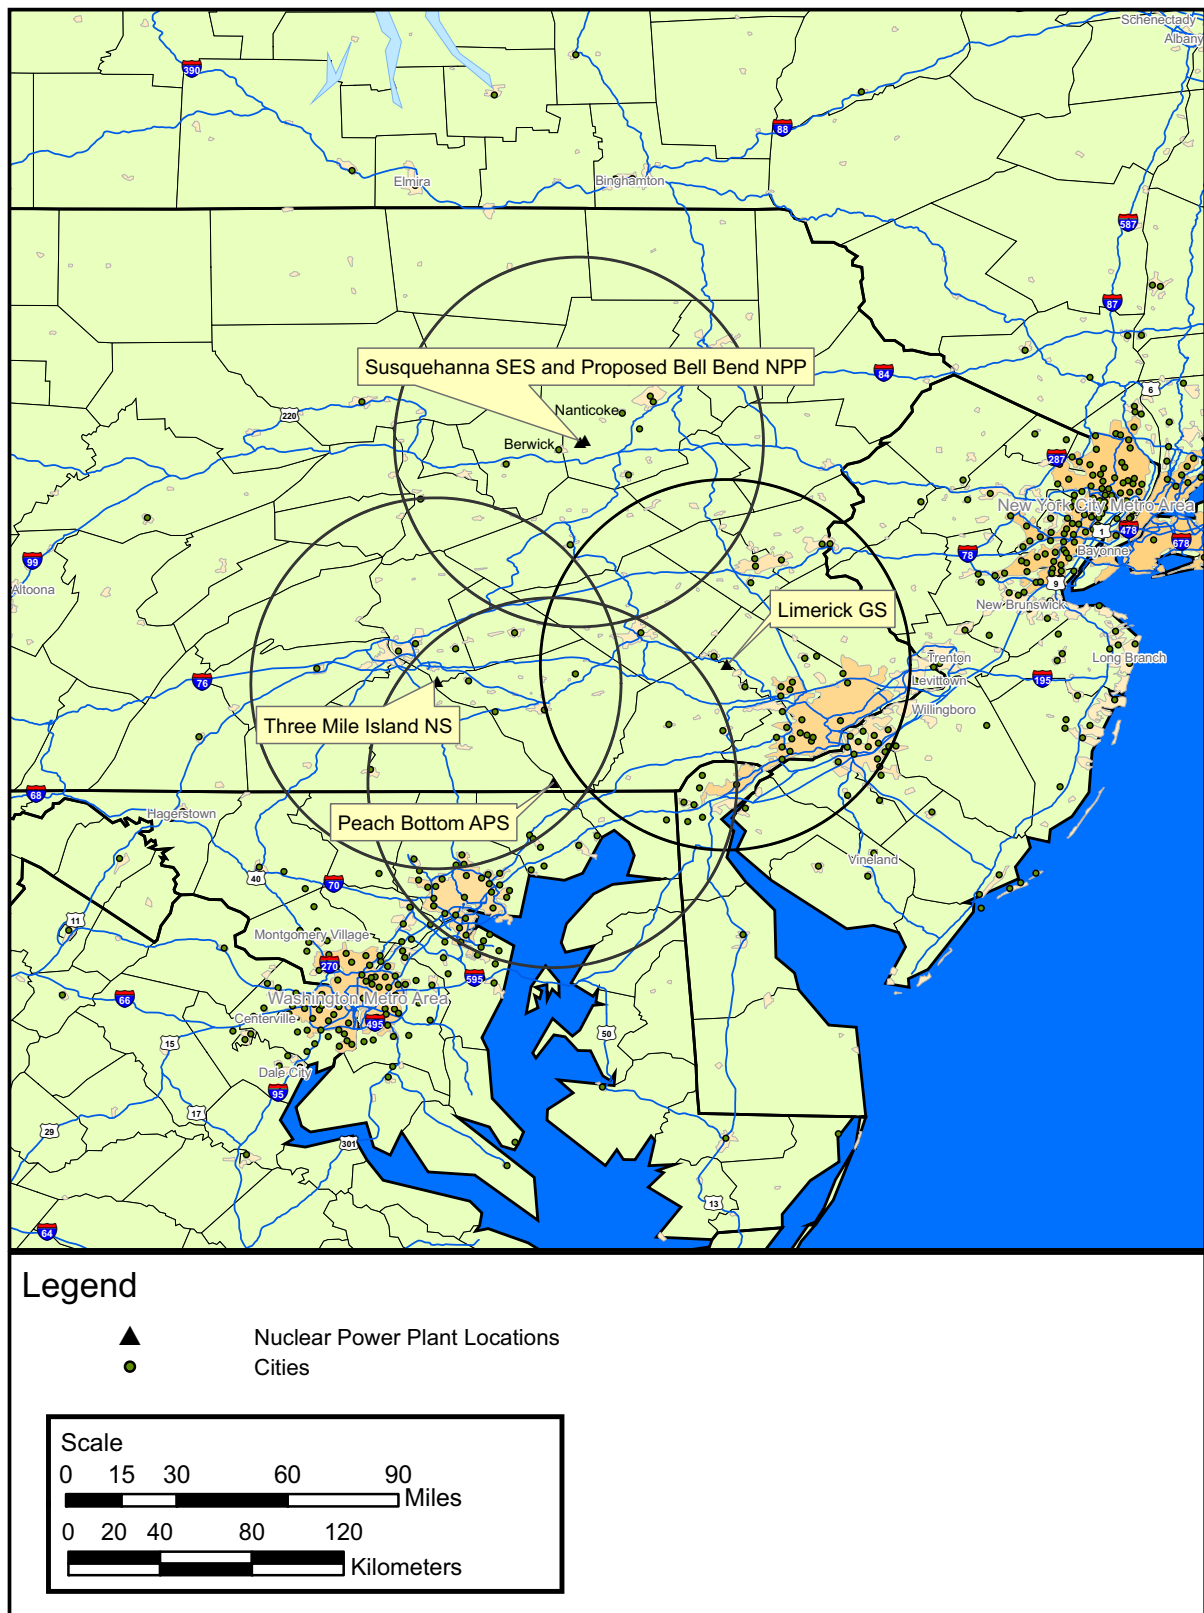 Schenectady
Albany
390
88
Elmira
Binghamton
587
87
84
6
Susquehanna SES and Proposed Bell Bend NPP
220
Nanticoke
Berwick
287
New York City Metro Area
1
478
678
99
78
Bayonne
Altoona
9
Limerick GS
New Brunswick
Trenton
Long Branch
76
Levittown
195
Three Mile Island NS
Willingboro
68
Hagerstown
Peach Bottom APS
Vineland
40
70
11
Montgomery Village
270
595
66
Washington Metro Area
Centerville
495
15
50
Dale City
95
17
29
301
13
64
Legend
Nuclear Power Plant Locations
Cities
Scale
0 15 30 60 90
Miles
0 20 40 80 120
Kilometers